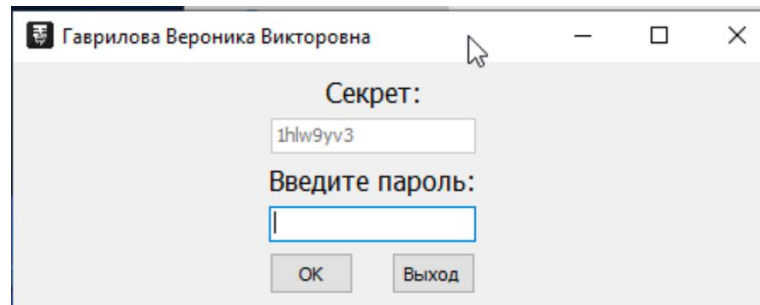 Гаврилова Вероника Викторовна
Секрет:
1hlw9yv3
Введите пароль:
OK Выход